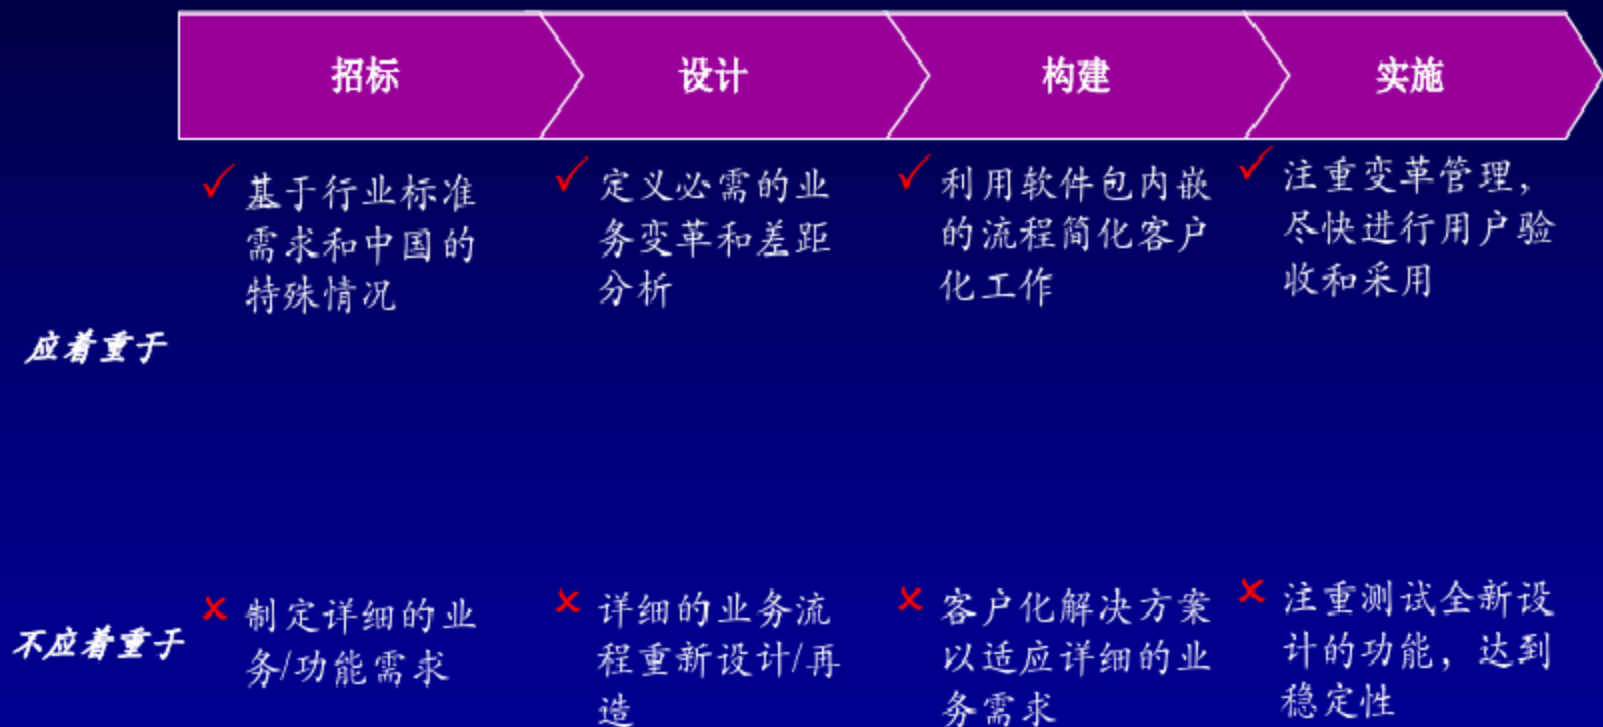 招标
设计
构建
实施
应着重于
基于行业标准
需求和中国的
特殊情况
定义必需的业
务变革和差距
分析
利用软件包内嵌
的流程简化客户
化工作
注重变革管理，
尽快进行用户验
收和采用
不应着重于
制定详细的业
务/功能需求
详细的业务流
程重新设计/再
造
客户化解决方案
以适应详细的业
务需求
注重测试全新设
计的功能，达到
稳定性